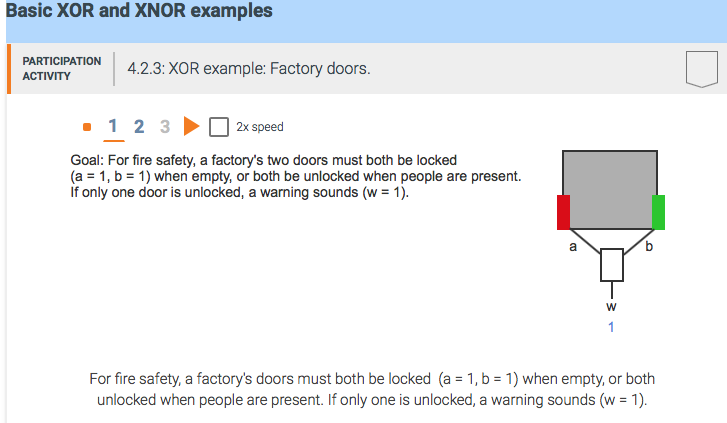 Basic XOR and XNOR examples
PARTICIPATION
ACTIVITY
4.2.3: XOR example: Factory doors.
1 2 3 2x speed
Goal: For fire safety, a factory's two doors must both be locked
(a = 1, b = 1) when empty, or both be unlocked when people are present.
If only one door is unlocked, a warning sounds (w = 1).
a b
w
1
For fire safety, a factory's doors must both be locked (a = 1, b = 1) when empty, or both
unlocked when people are present. If only one is unlocked, a warning sounds (w = 1).